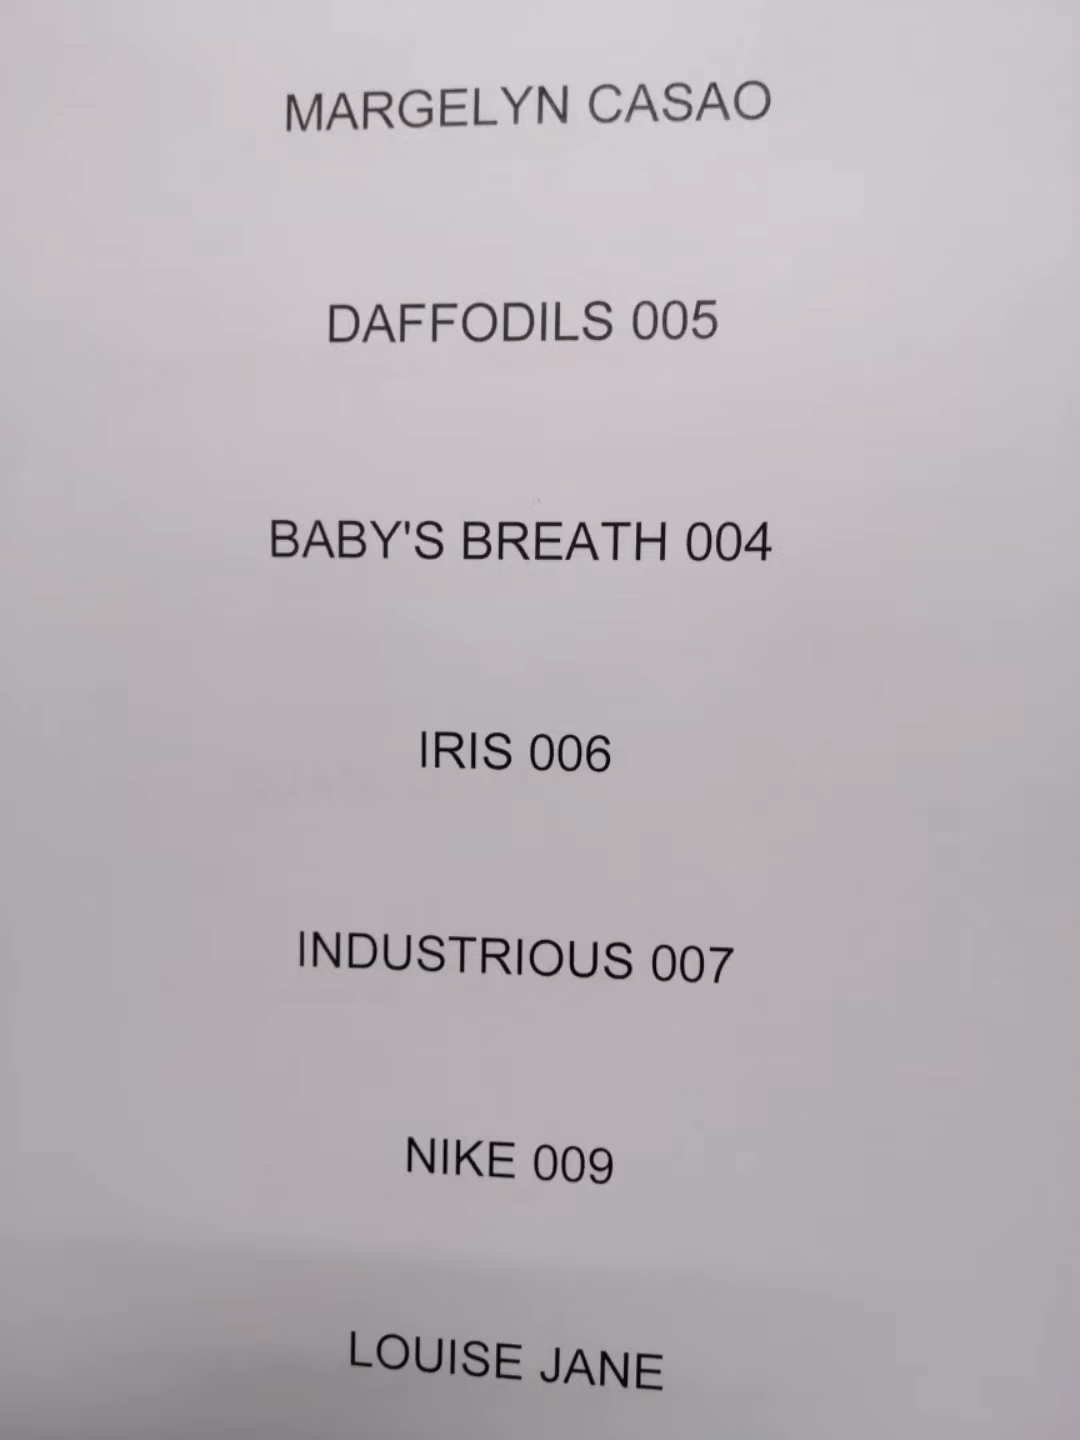 MARGELYN CASAO
DAFFODILS 005
BABY'S BREATH 004
IRIS 006
INDUSTRIOUS 007
NIKE 009
LOUISE JANE